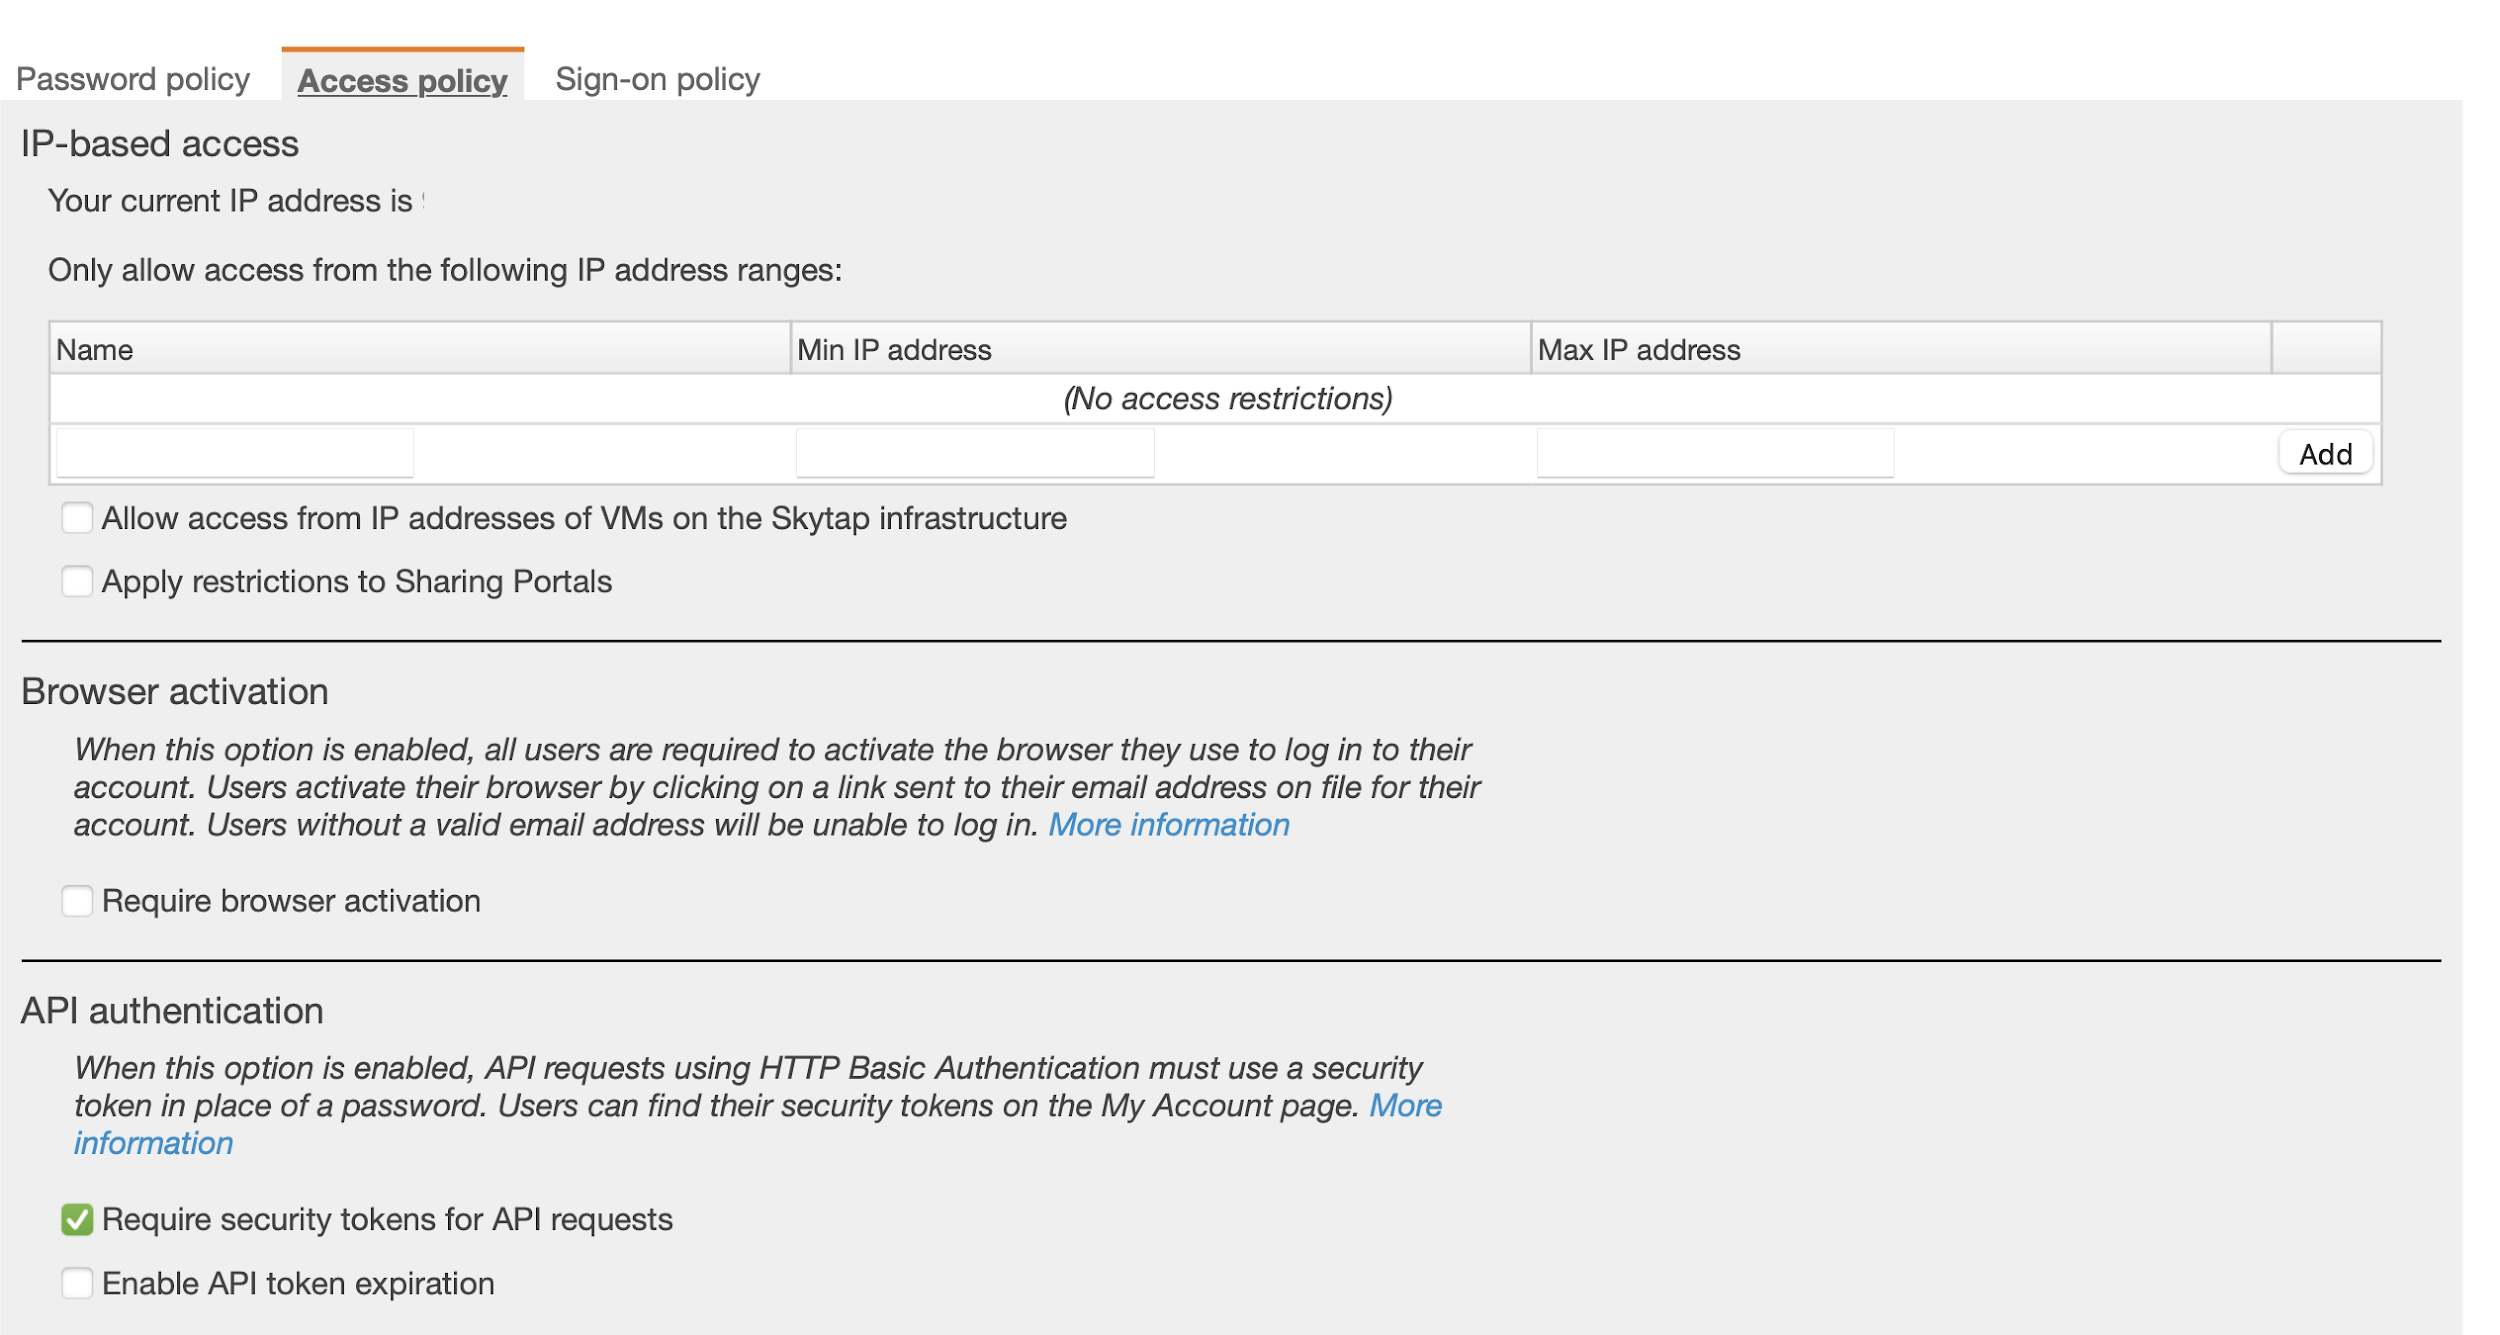 Password policy Access policy Sign-on policy
IP-based access
Your current IP address is
Only allow access from the following IP address ranges:
Name Min IP address Max IP address
(No access restrictions)
Add
Allow access from IP addresses of VMs on the Skytap infrastructure
Apply restrictions to Sharing Portals
Browser activation
When this option is enabled, all users are required to activate the browser they use to log in to their
account. Users activate their browser by clicking on a link sent to their email address on file for their
account. Users without a valid email address will be unable to log in. More information
Require browser activation
API authentication
When this option is enabled, API requests using HTTP Basic Authentication must use a security
token in place of a password. Users can find their security tokens on the My Account page. More
information
Require security tokens for API requests
Enable API token expiration